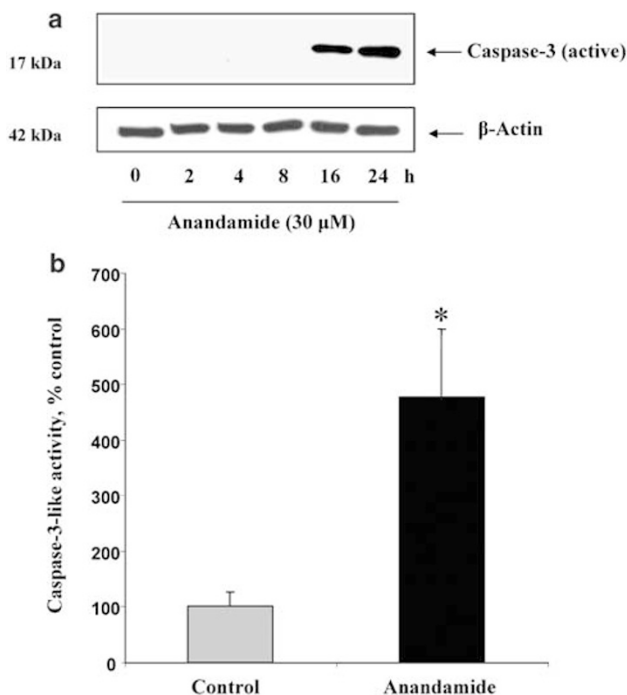 a
17 kDa
Caspase-3 (active)
42 kDa
β-Actin
0 2 4 8 16 24 h
Anandamide (30 µM)
b
Caspase-3-like activity, % control
700
600
500
400
300
200
100
0
*
Control Anandamide